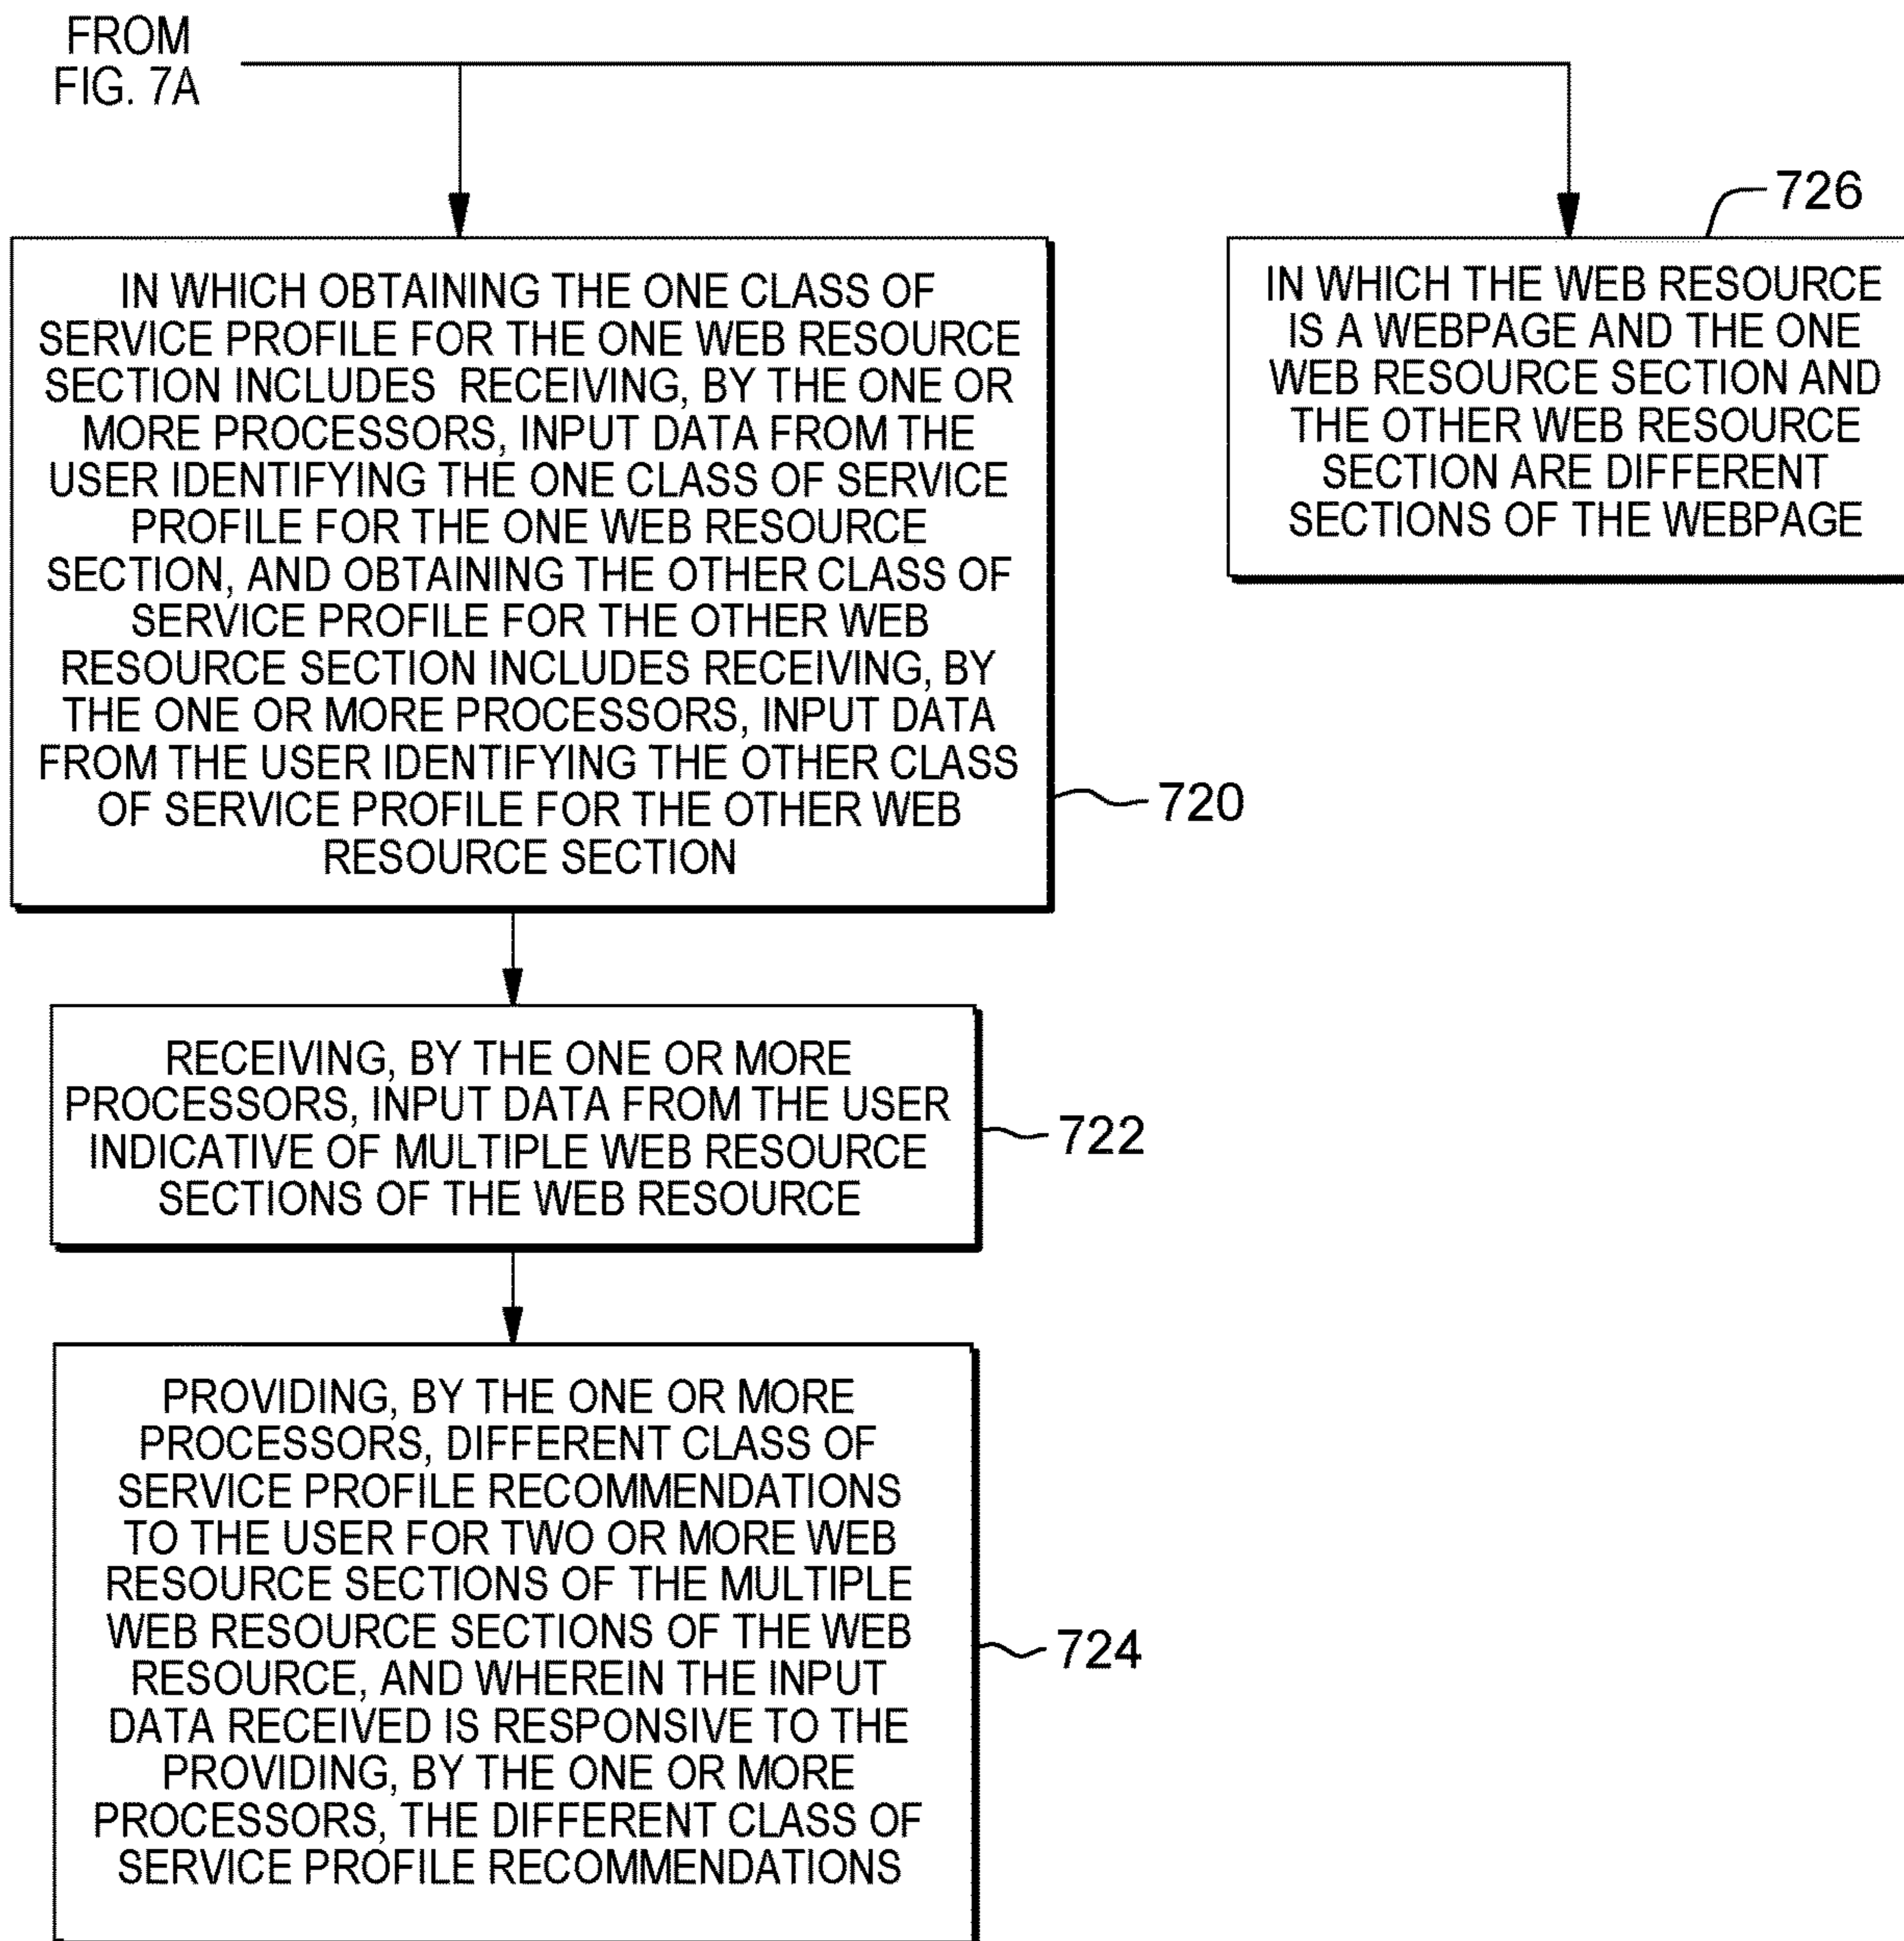 FROM
FIG. 7A
726
IN WHICH OBTAINING THE ONE CLASS OF
SERVICE PROFILE FOR THE ONE WEB RESOURCE
SECTION INCLUDES RECEIVING, BY THE ONE OR
MORE PROCESSORS, INPUT DATA FROM THE
USER IDENTIFYING THE ONE CLASS OF SERVICE
PROFILE FOR THE ONE WEB RESOURCE
SECTION, AND OBTAINING THE OTHER CLASS OF
SERVICE PROFILE FOR THE OTHER WEB
RESOURCE SECTION INCLUDES RECEIVING, BY
THE ONE OR MORE PROCESSORS, INPUT DATA
FROM THE USER IDENTIFYING THE OTHER CLASS
OF SERVICE PROFILE FOR THE OTHER WEB
RESOURCE SECTION
720
IN WHICH THE WEB RESOURCE
IS A WEBPAGE AND THE ONE
WEB RESOURCE SECTION AND
THE OTHER WEB RESOURCE
SECTION ARE DIFFERENT
SECTIONS OF THE WEBPAGE
RECEIVING, BY THE ONE OR MORE
PROCESSORS, INPUT DATA FROM THE USER
INDICATIVE OF MULTIPLE WEB RESOURCE
SECTIONS OF THE WEB RESOURCE
722
PROVIDING, BY THE ONE OR MORE
PROCESSORS, DIFFERENT CLASS OF
SERVICE PROFILE RECOMMENDATIONS
TO THE USER FOR TWO OR MORE WEB
RESOURCE SECTIONS OF THE MULTIPLE
WEB RESOURCE SECTIONS OF THE WEB
RESOURCE, AND WHEREIN THE INPUT
DATA RECEIVED IS RESPONSIVE TO THE
PROVIDING, BY THE ONE OR MORE
PROCESSORS, THE DIFFERENT CLASS OF
SERVICE PROFILE RECOMMENDATIONS
724